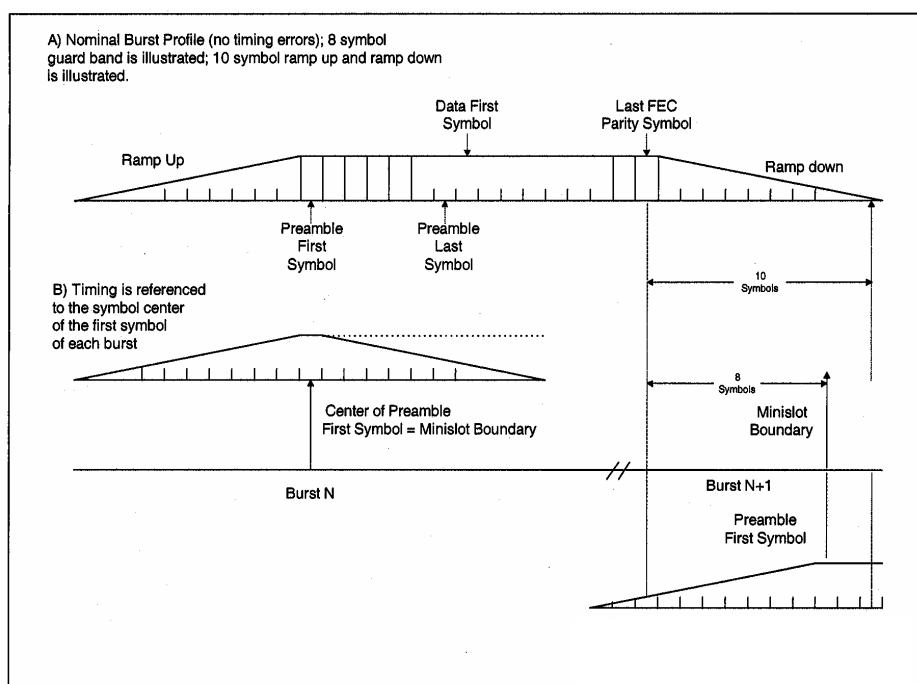 A) Nominal Burst Profile (no timing errors); 8 symbol
guard band is illustrated; 10 symbol ramp up and ramp down
is illustrated.
Data First
Symbol
Last FEC
Parity Symbol
Ramp Up
Ramp down
Preamble
First
Symbol
Preamble
Last
Symbol
10
Symbols
B) Timing is referenced
to the symbol center
of the first symbol
of each burst
8
Symbols
Center of Preamble
First Symbol = Minislot Boundary
Minislot
Boundary
Burst N
Burst N+1
Preamble
First Symbol